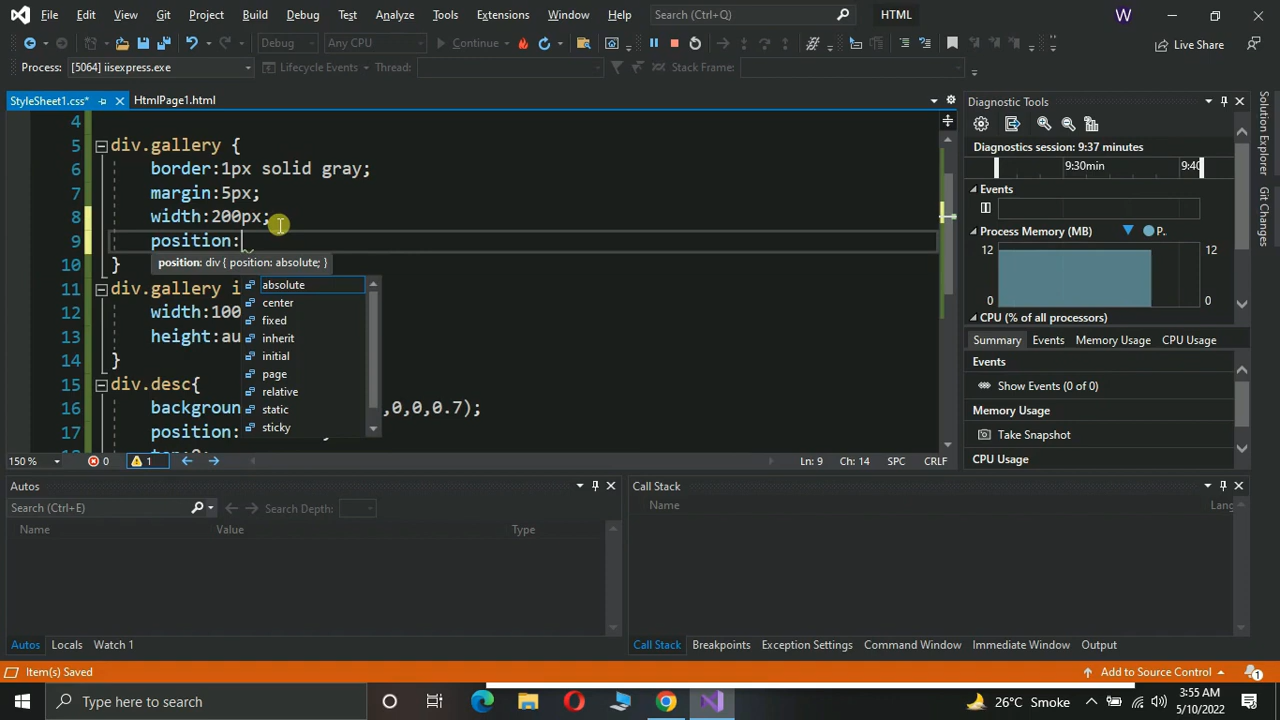 File Edit View Git Project Build Debug Test Analyze Tools Extensions Window Help Search (Ctrl+Q) HTML W
Debug Any CPU Continue Live Share
Process: [5064] iisexpress.exe Lifecycle Events Thread: Stack Frame:
StyleSheet1.css* HtmlPage1.html
4
5 div.gallery {
6 border:1px solid gray;
7 margin:5px;
8 width:200px;
9 position:
10 }
position: div { position: absolute; }
11 div.gallery i
12 width:100
13 height:au
14 }
15 div.desc{
16 background ,0,0,0.7);
17 position:
18
absolute
center
fixed
inherit
initial
page
relative
static
sticky
150 % 0 1 Ln: 9 Ch: 14 SPC CRLF
Diagnostic Tools
Diagnostics session: 9:37 minutes
9:30min 9:40
Events
Process Memory (MB) P..
12 12
0 0
CPU (% of all processors)
Summary Events Memory Usage CPU Usage
Events
Show Events (0 of 0)
Memory Usage
Take Snapshot
CPU Usage
Solution Explorer
Git Changes
Autos
Search (Ctrl+E) Search Depth:
Name Value Type
Autos Locals Watch 1
Call Stack
Name Lang
Call Stack Breakpoints Exception Settings Command Window Immediate Window Output
Item(s) Saved Add to Source Control 1
Type here to search 26°C Smoke 3:55 AM
5/10/2022